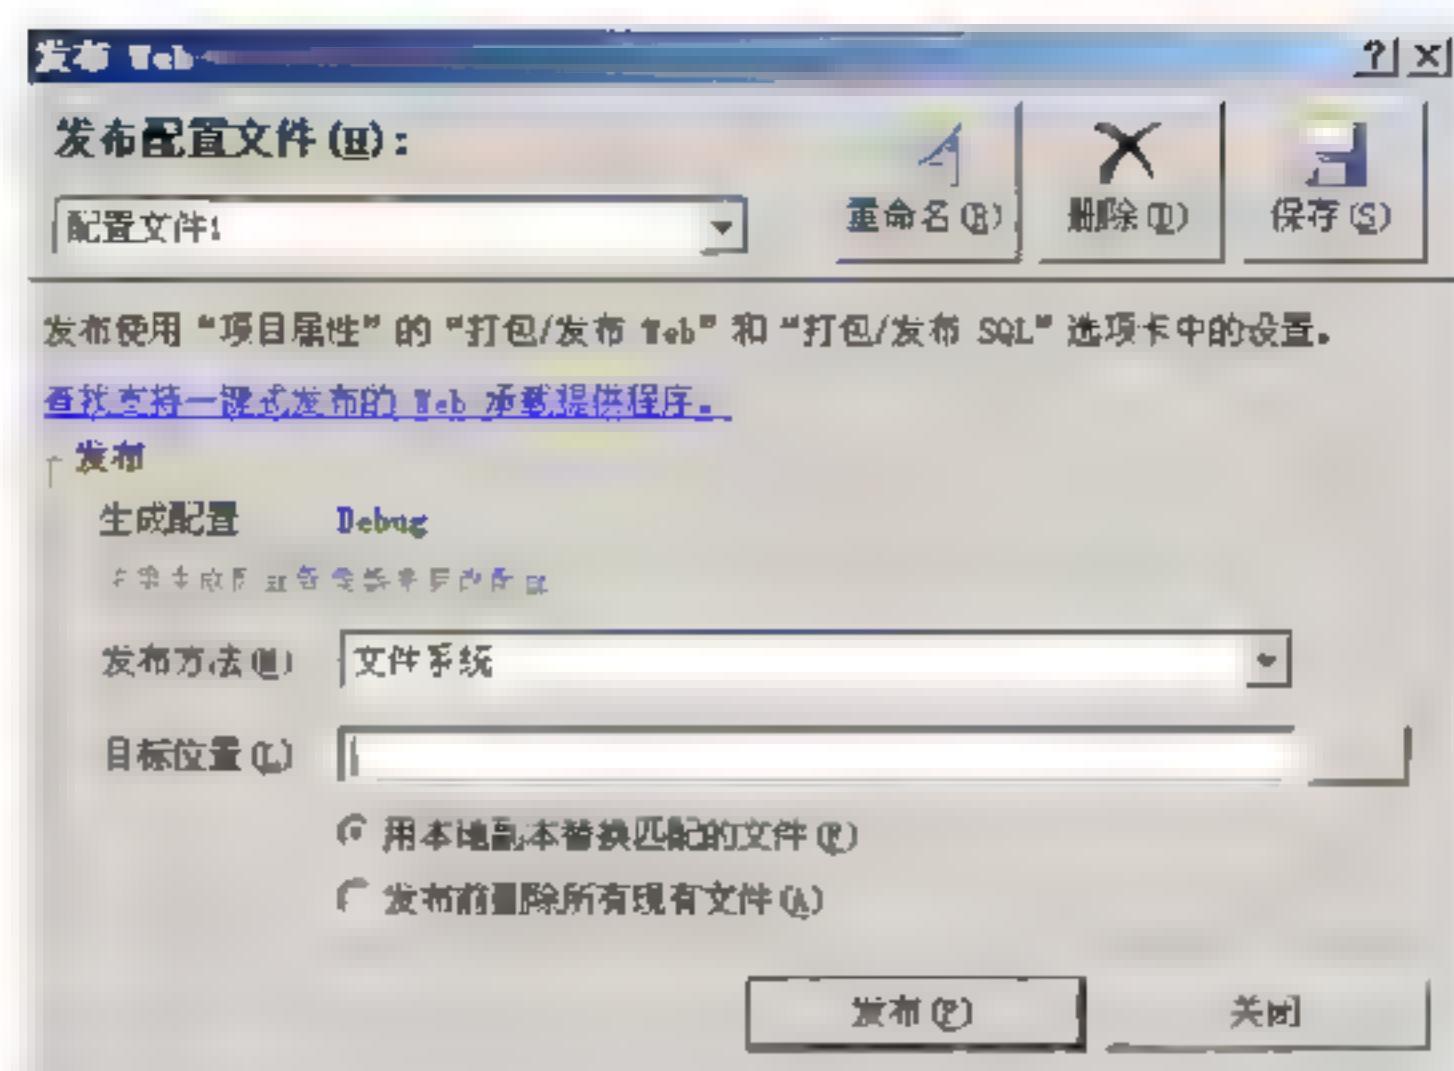 发布 Web
发布配置文件(H):
配置文件1
重命名(R)
删除(D)
保存(S)
发布使用“项目属性”的“打包/发布 Web”和“打包/发布 SQL”选项卡中的设置。
查找支持一键式发布的 Web 承载提供程序。
发布
生成配置 Debug
发布方法(M) 文件系统
目标位置(L)
用本地副本替换匹配的文件(R)
发布前删除所有现有文件(A)
发布(P) 关闭